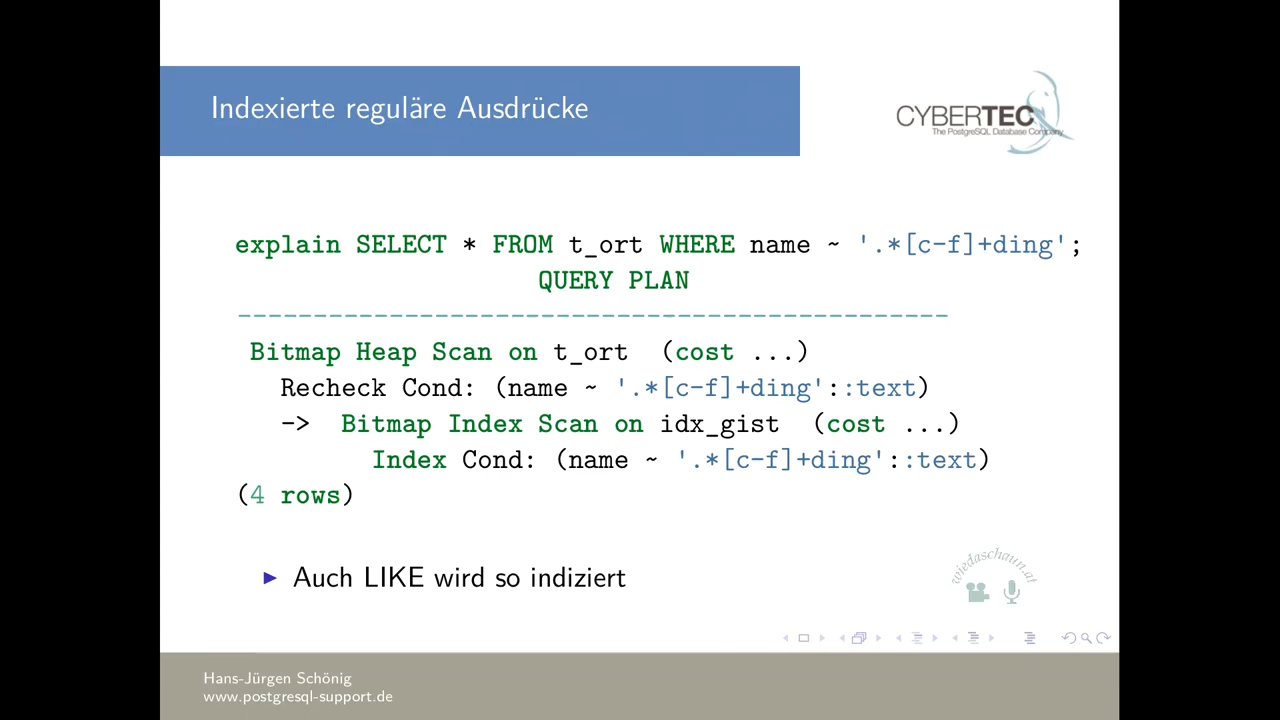 Indexierte reguläre Ausdrücke
CYBERTEC
The PostgreSQL Database Company
explain SELECT * FROM t_ort WHERE name ~ '.*[c-f]+ding';
QUERY PLAN
-----------------------------------------------
Bitmap Heap Scan on t_ort (cost ...)
Recheck Cond: (name ~ '.*[c-f]+ding'::text)
-> Bitmap Index Scan on idx_gist (cost ...)
Index Cond: (name ~ '.*[c-f]+ding'::text)
(4 rows)
▶ Auch LIKE wird so indiziert
wiedaschaun.at
Hans-Jürgen Schönig
www.postgresql-support.de